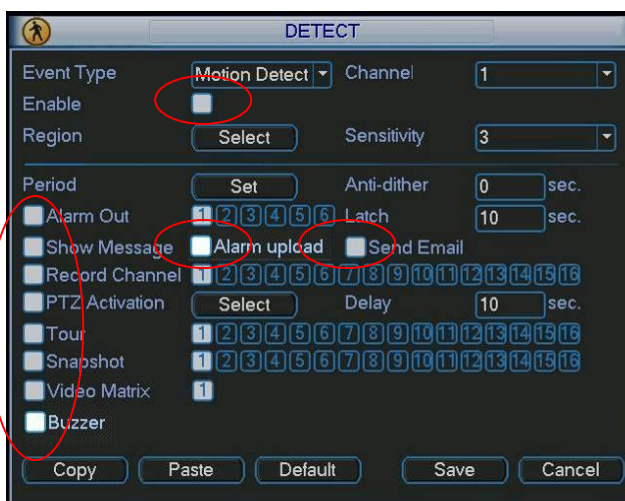 DETECT
Event Type Motion Detect Channel 1
Enable
Region Select Sensitivity 3
Period Set Anti-dither 0 sec.
Alarm Out 1 2 3 4 5 6 Latch 10 sec.
Show Message Alarm upload Send Email
Record Channel 1 2 3 4 5 6 7 8 9 10 11 12 13 14 15 16
PTZ Activation Select Delay 10 sec.
Tour 1 2 3 4 5 6 7 8 9 10 11 12 13 14 15 16
Snapshot 1 2 3 4 5 6 7 8 9 10 11 12 13 14 15 16
Video Matrix 1
Buzzer
Copy Paste Default Save Cancel